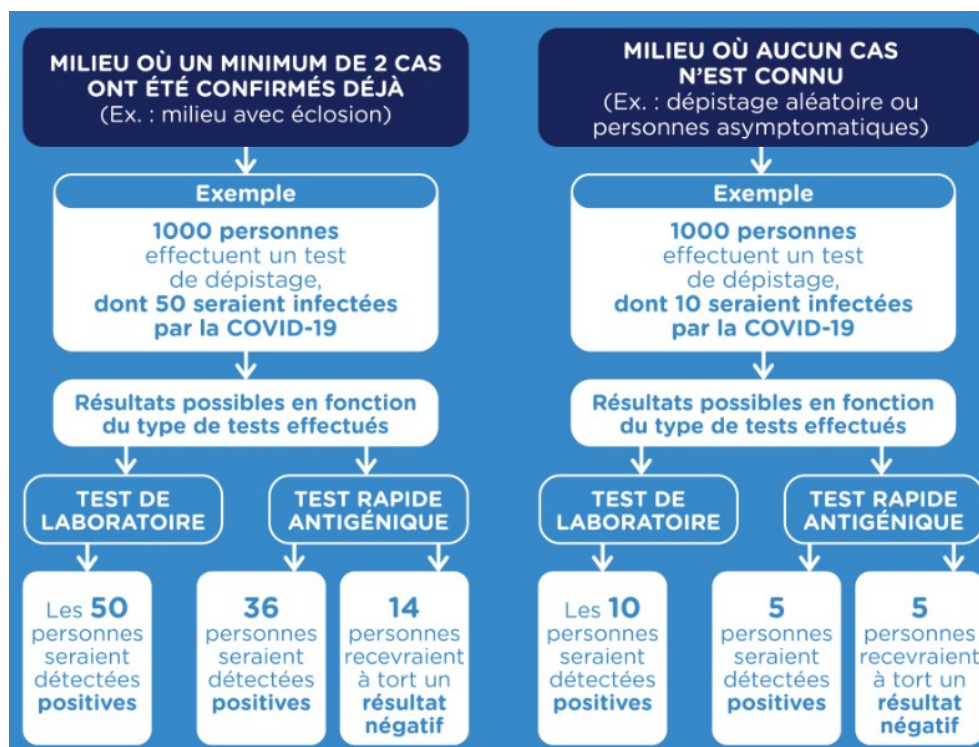 MILIEU OÙ UN MINIMUM DE 2 CAS
ONT ÉTÉ CONFIRMÉS DÉJÀ
(Ex. : milieu avec éclosion)
Exemple
1000 personnes
effectuent un test
de dépistage,
dont 50 seraient infectées
par la COVID-19
Résultats possibles en fonction
du type de tests effectués
TEST DE
LABORATOIRE
Les 50
personnes
seraient
détectées
positives
TEST RAPIDE
ANTIGÉNIQUE
36
personnes
seraient
détectées
positives
14
personnes
recevraient
à tort un
résultat
négatif
MILIEU OÙ AUCUN CAS
N'EST CONNU
(Ex. : dépistage aléatoire ou
personnes asymptomatiques)
Exemple
1000 personnes
effectuent un test
de dépistage,
dont 10 seraient infectées
par la COVID-19
Résultats possibles en fonction
du type de tests effectués
TEST DE
LABORATOIRE
Les 10
personnes
seraient
détectées
positives
TEST RAPIDE
ANTIGÉNIQUE
5
personnes
seraient
détectées
positives
5
personnes
recevraient
à tort un
résultat
négatif